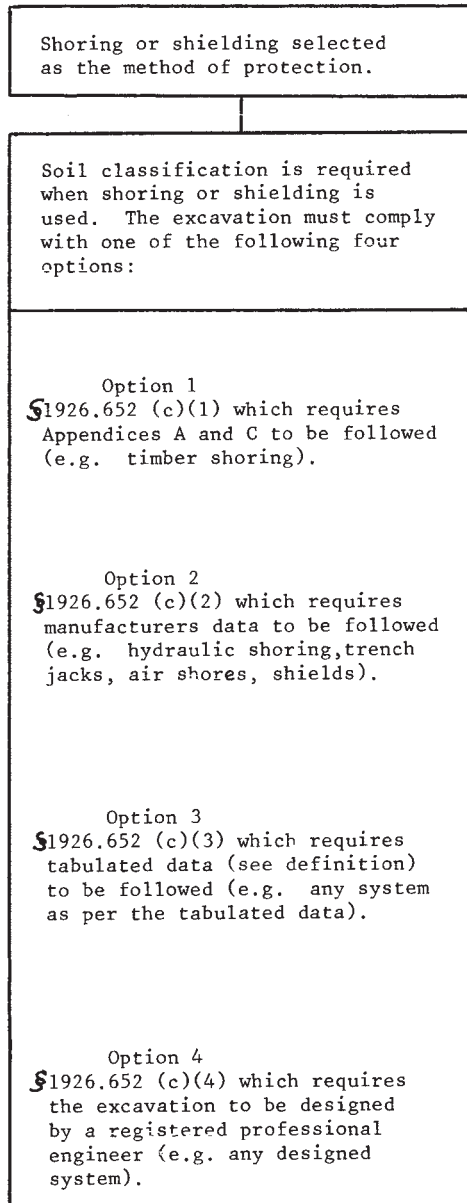 Shoring or shielding selected
as the method of protection.
Soil classification is required
when shoring or shielding is
used. The excavation must comply
with one of the following four
options:
Option 1
§1926.652 (c)(1) which requires
Appendices A and C to be followed
(e.g. timber shoring).
Option 2
§1926.652 (c)(2) which requires
manufacturers data to be followed
(e.g. hydraulic shoring,trench
jacks, air shores, shields).
Option 3
§1926.652 (c)(3) which requires
tabulated data (see definition)
to be followed (e.g. any system
as per the tabulated data).
Option 4
§1926.652 (c)(4) which requires
the excavation to be designed
by a registered professional
engineer (e.g. any designed
system).